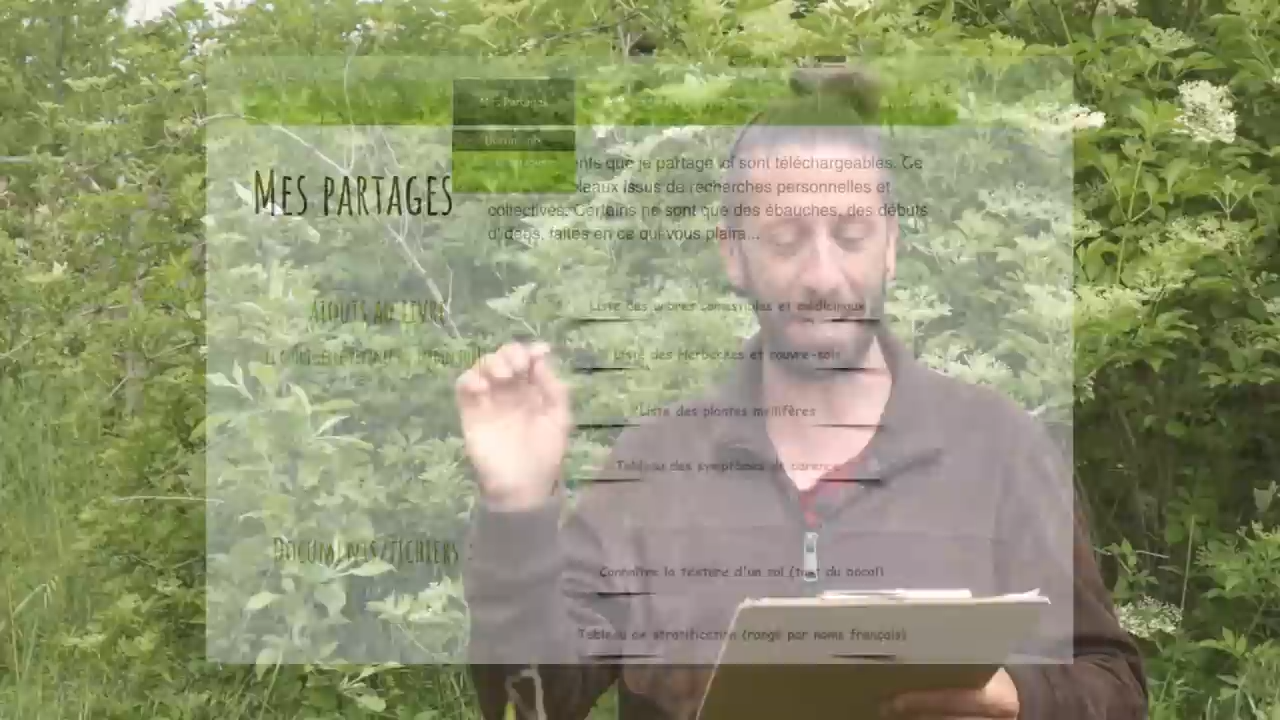 MES PARTAGES
que je partage ici sont téléchargeables. Ce
issus de recherches personnelles et
collectives. Certains ne sont que des ébauches, des débuts
faites en ce qui vous plaira...
AJOUTS AU LIVRE
Liste des arbres comestibles et médicinaux
Liste des Herbacées et couvre-sols
Liste des plantes mellifères
Tableau des symptômes de carence
DOCUMENTS/FICHIERS :
Connaître la texture d'un sol (test du bocal)
Tableau de stratification (rangé par noms français)